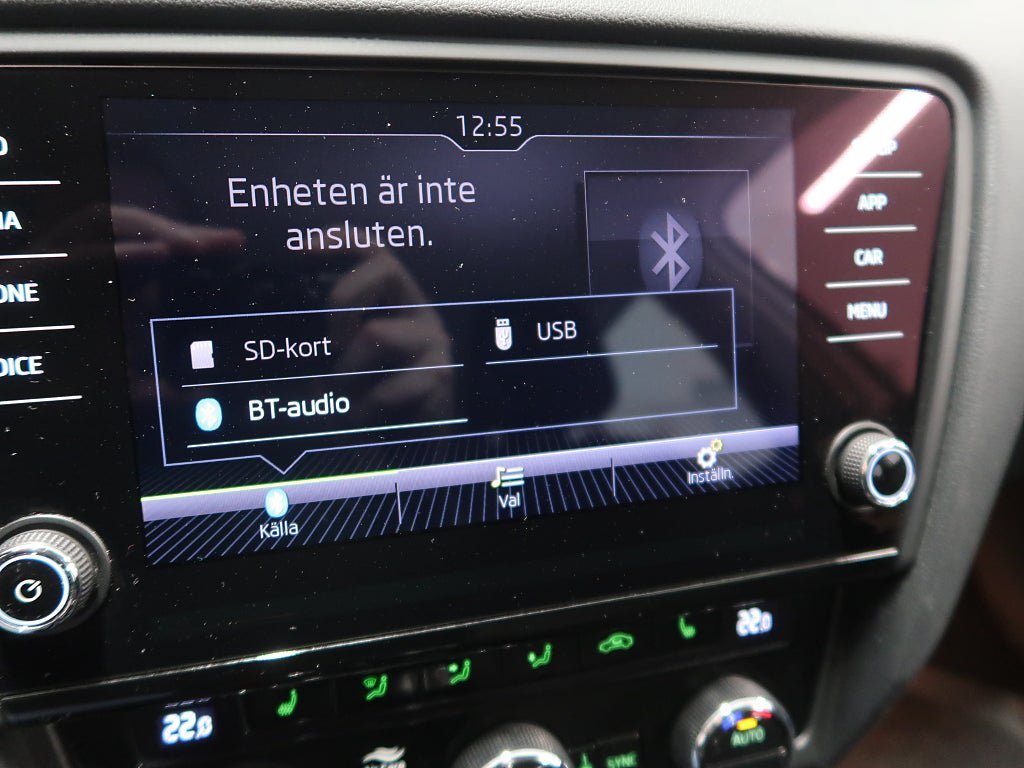 12:55
Enheten är inte
ansluten.
SD-kort
USB
BT-audio
Källa
Val
Inställn.
APP
CAR
MENU
22.0
22.0
AUTO
SYNC